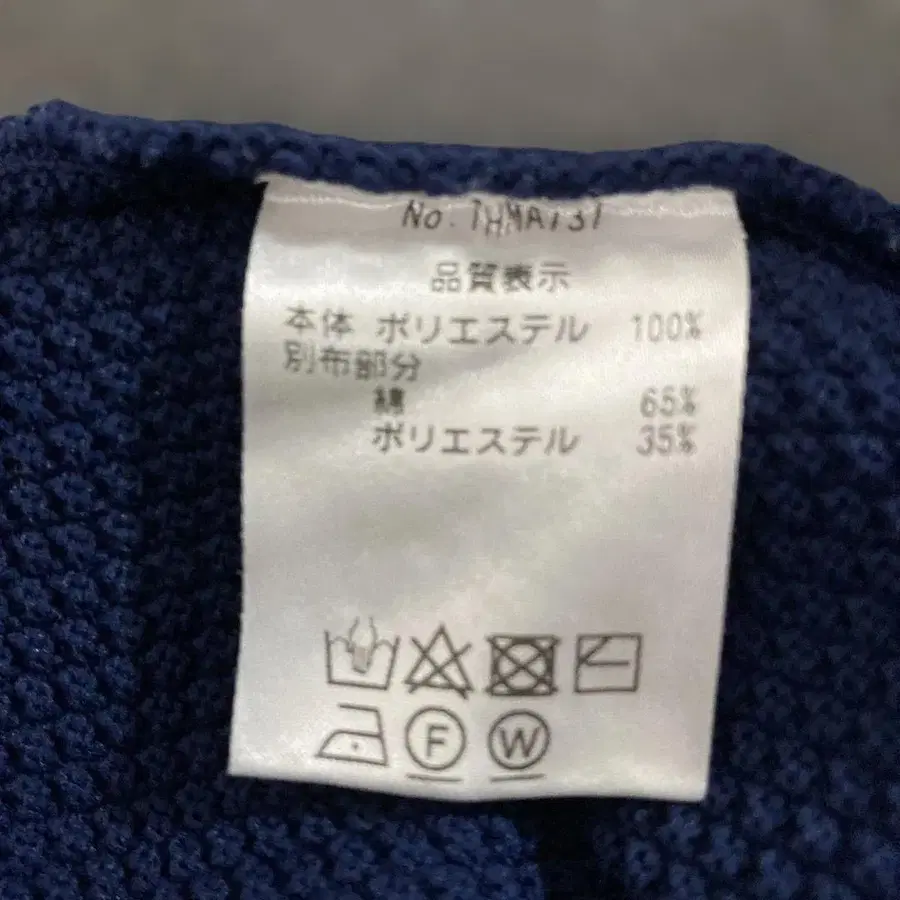 No. THMA131
品質表示
本体 ポリエステル 100%
別布部分
綿 65%
ポリエステル 35%
F W